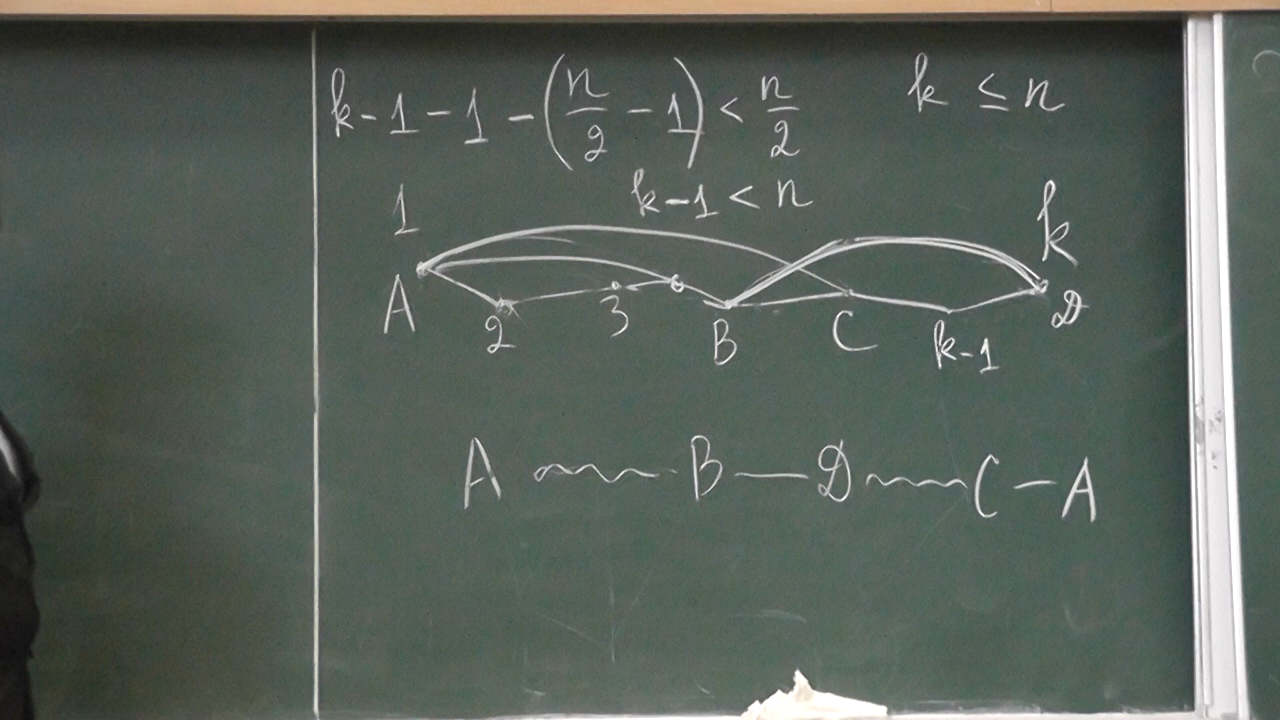 k-1-1-(n/2-1)<n/2 k≤n
k-1<n
1 k
A 2 3 B C k-1 D
A ~ B — D ~ C - A